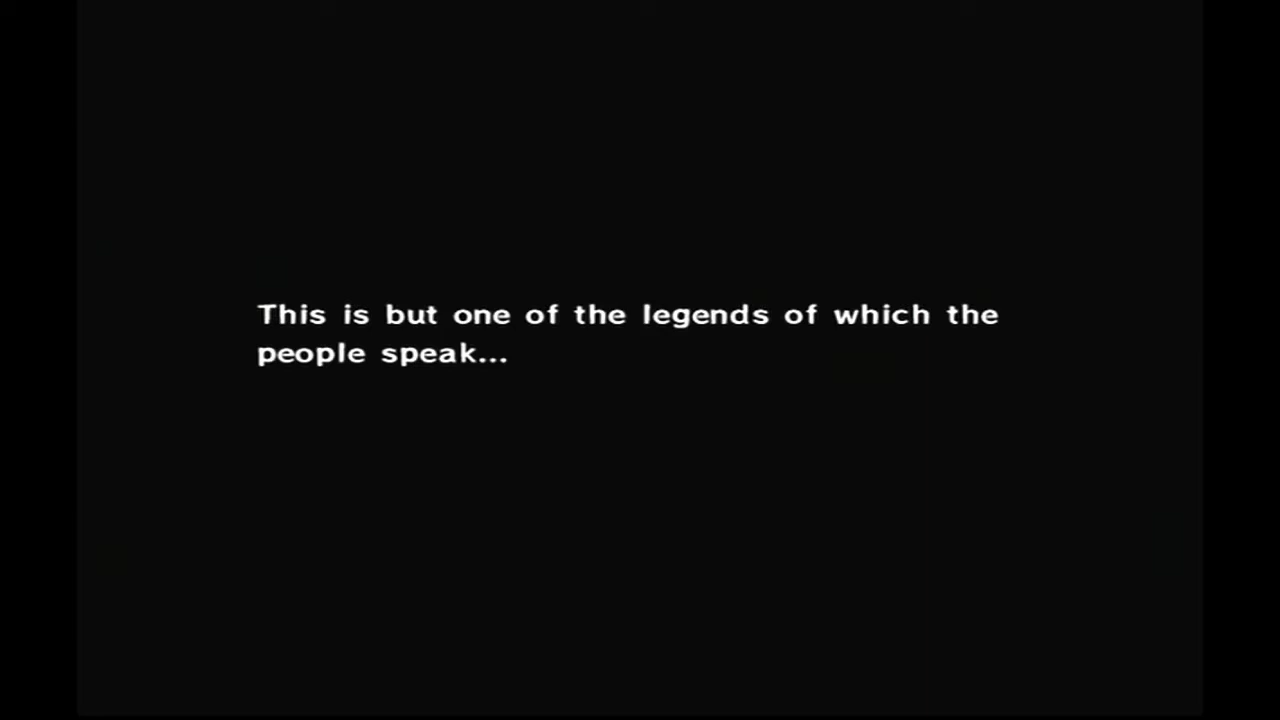 This is but one of the legends of which the
people speak...